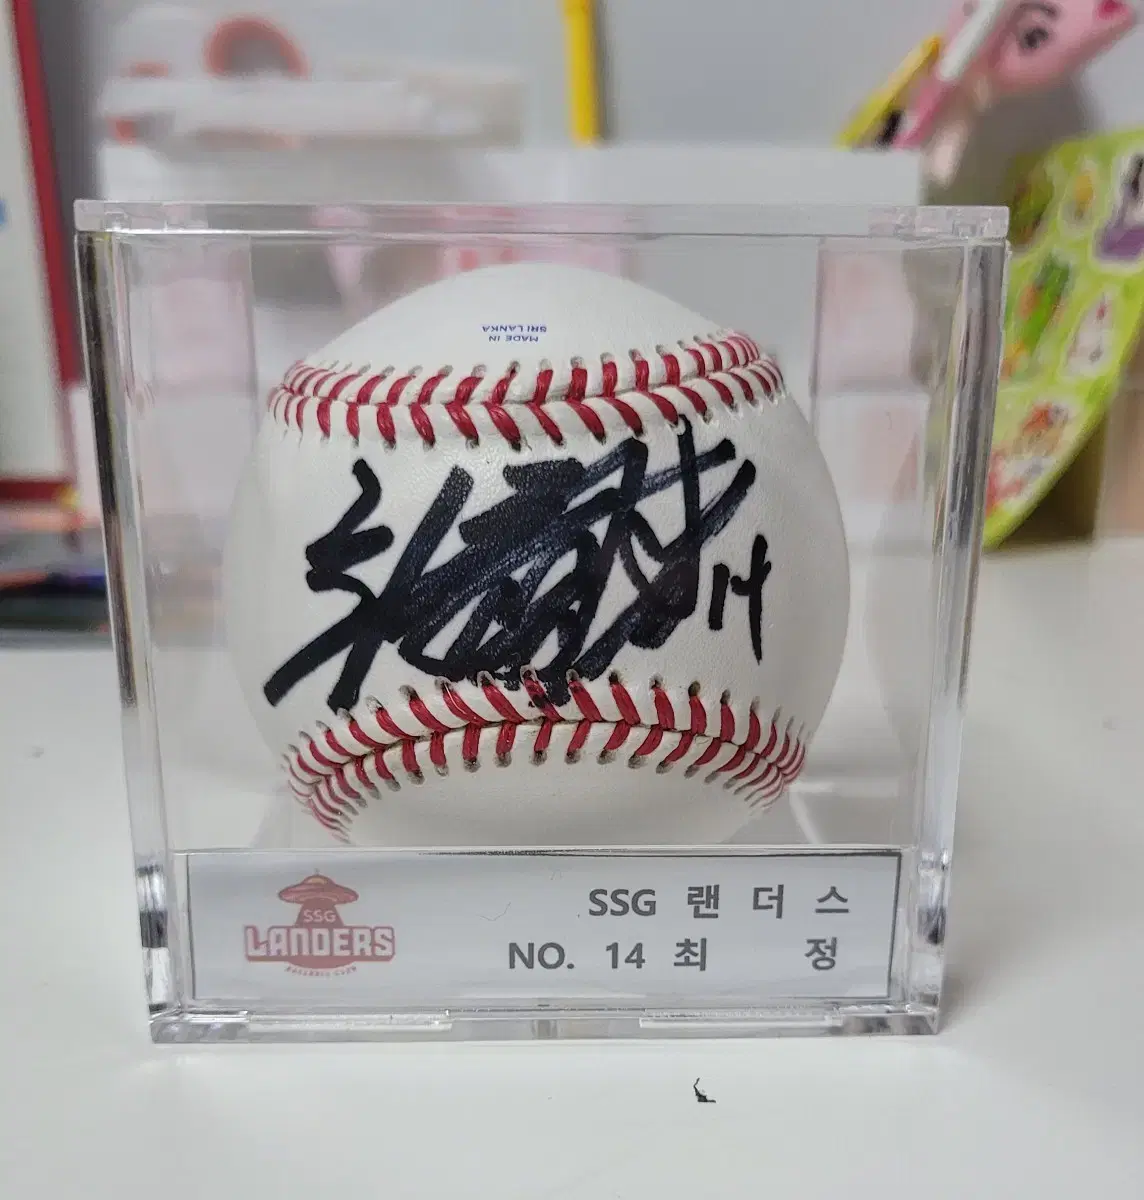 MADE IN
SRI LANKA
14
SSG
LANDERS
BASEBALL CLUB
SSG 랜 더 스
NO. 14 최 정